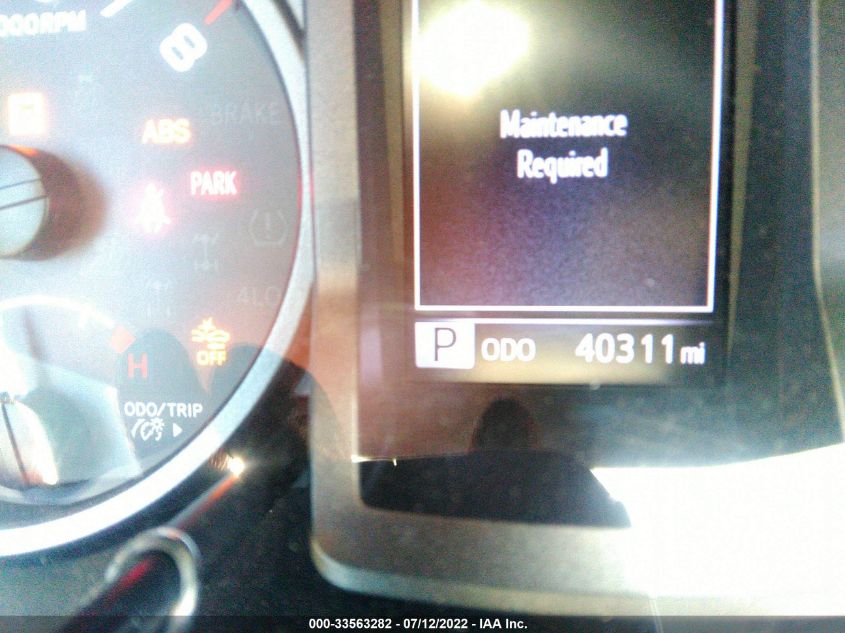 000RPM
8
BRAKE
ABS
PARK
4LO
OFF
H
ODO/TRIP
Maintenance
Required
P ODO 40311 mi
000-33563282 - 07/12/2022 - IAA Inc.